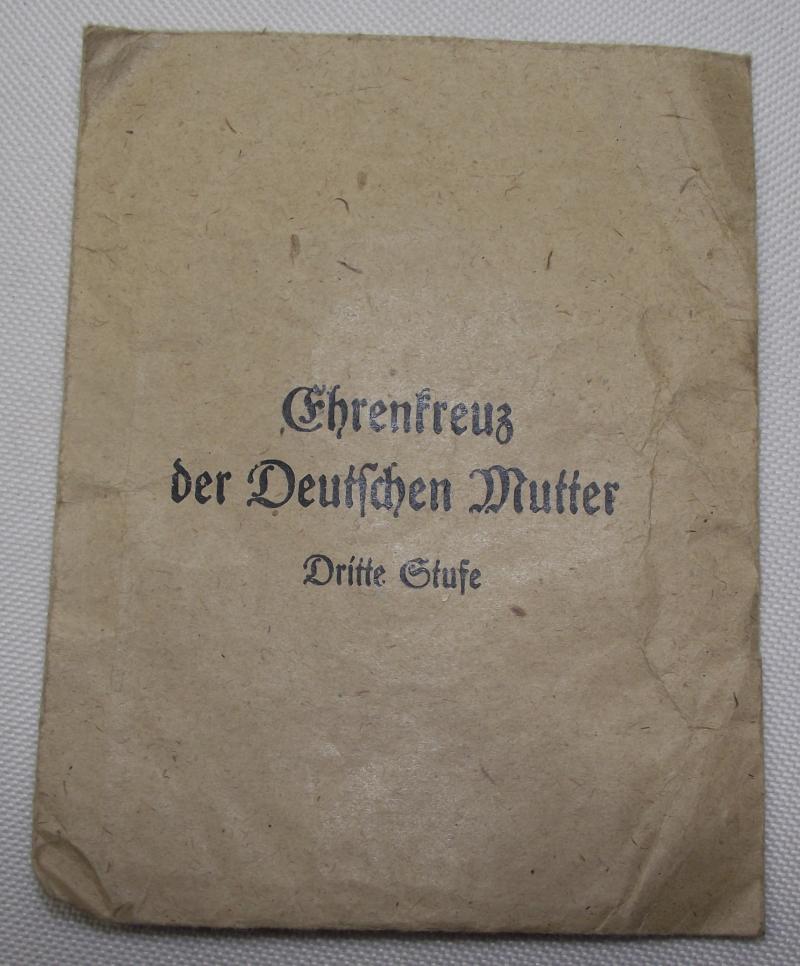 Ehrenkreuz
der Deutschen Mutter
Dritte Stufe